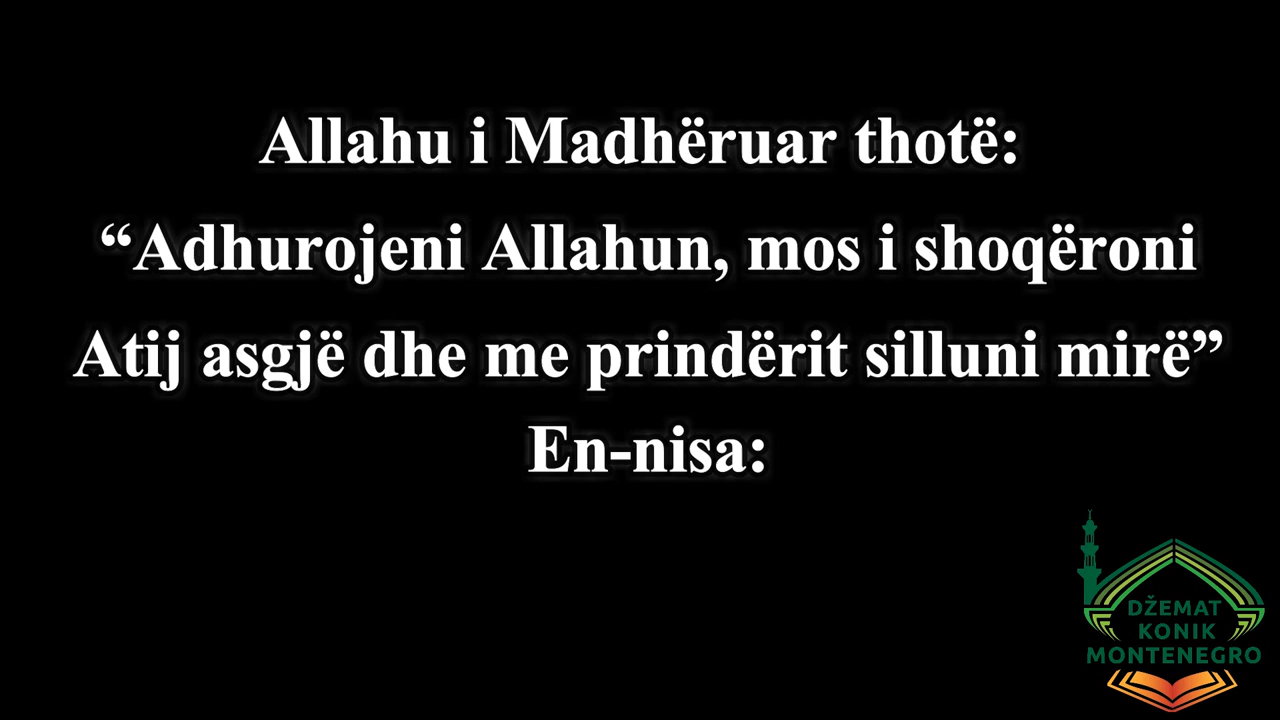 Allahu i Madhëruar thotë:
“Adhurojeni Allahun, mos i shoqëroni
Atij asgjë dhe me prindërit silluni mirë”
En-nisa:
DŽEMAT
KONIK
MONTENEGRO